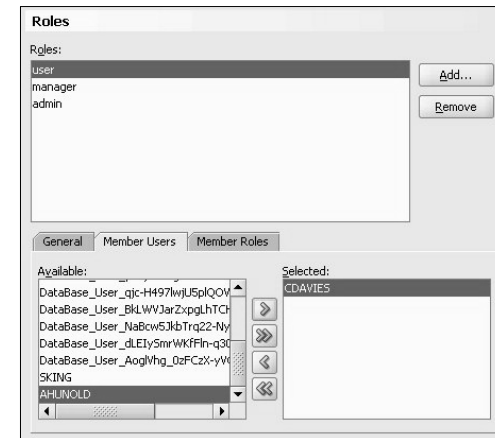 Roles
Roles:
user
manager
admin
Add...
Remove
General
Member Users
Member Roles
Available:
DataBase_User_qjc-H497lwjU5plQOV
DataBase_User_BkLWVJarZxpgLhTCH
DataBase_User_NaBcw5JkbTrq22-Ny
DataBase_User_dLEIySmrWKfFln-q30
DataBase_User_AoglVhg_0zFCzX-yV
SKING
AHUNOLD
Selected:
CDAVIES